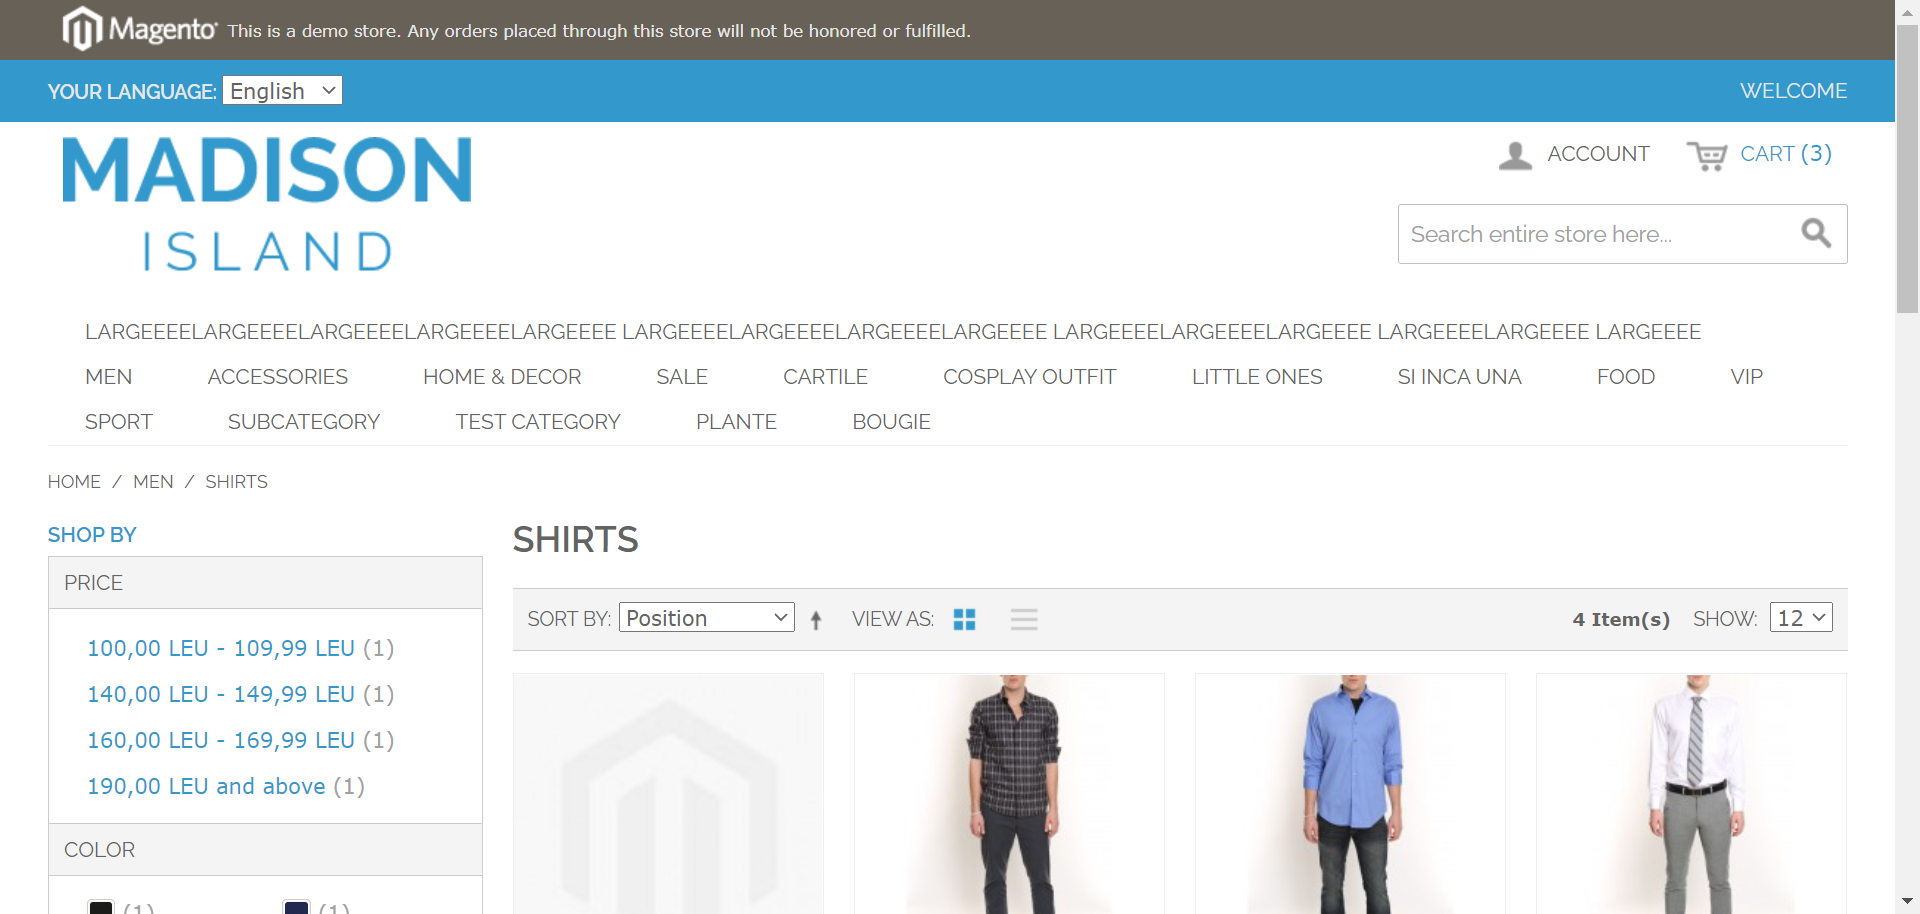 Magento This is a demo store. Any orders placed through this store will not be honored or fulfilled.
YOUR LANGUAGE: English WELCOME
MADISON
ISLAND
ACCOUNT CART (3)
Search entire store here...
LARGEEEELARGEEEELARGEEEELARGEEEELARGEEEE LARGEEEELARGEEEELARGEEEELARGEEEE LARGEEEELARGEEEELARGEEEE LARGEEEELARGEEEE LARGEEEE
MEN ACCESSORIES HOME & DECOR SALE CARTILE COSPLAY OUTFIT LITTLE ONES SI INCA UNA FOOD VIP
SPORT SUBCATEGORY TEST CATEGORY PLANTE BOUGIE
HOME / MEN / SHIRTS
SHOP BY
PRICE
100,00 LEU - 109,99 LEU (1)
140,00 LEU - 149,99 LEU (1)
160,00 LEU - 169,99 LEU (1)
190,00 LEU and above (1)
COLOR
(1) (1)
SHIRTS
SORT BY: Position VIEW AS: 4 Item(s) SHOW: 12